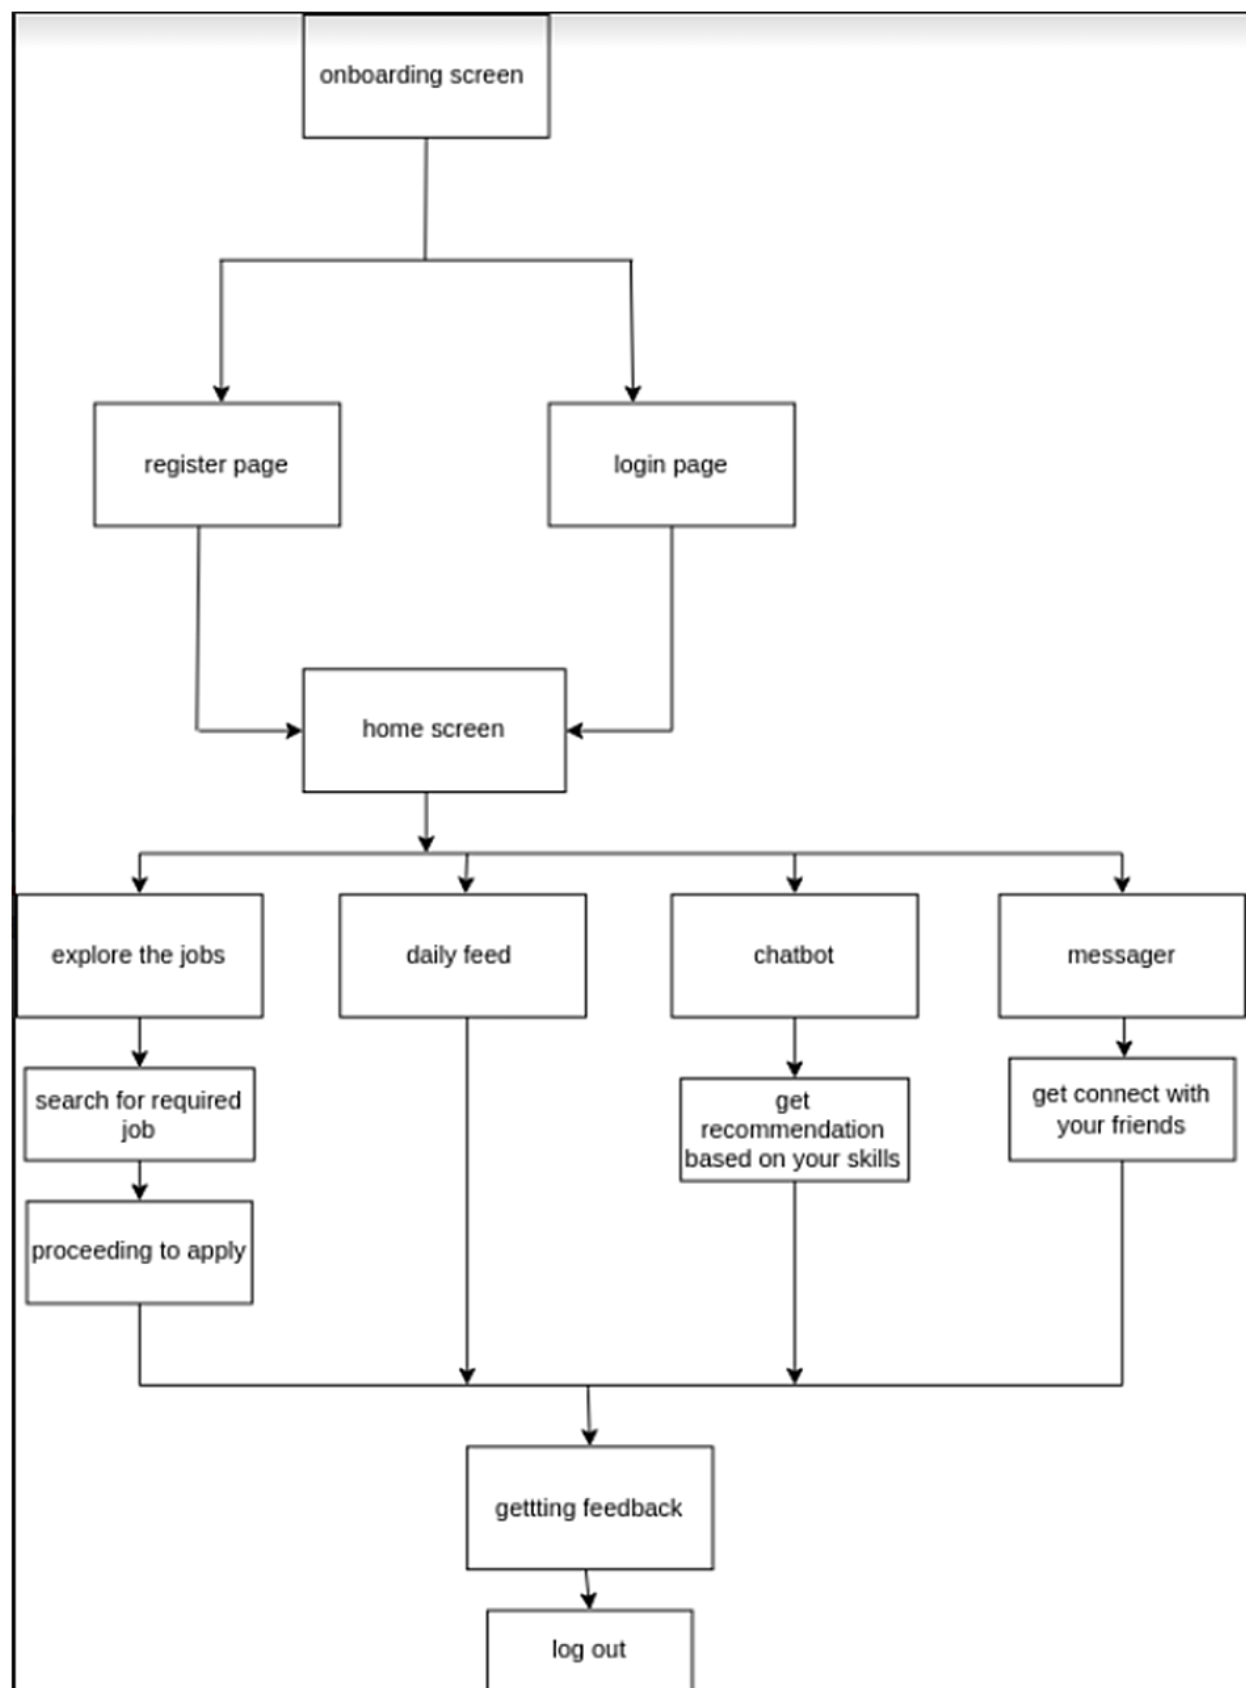 onboarding screen
register page
login page
home screen
explore the jobs
daily feed
chatbot
messager
search for required
job
get
recommendation
based on your skills
get connect with
your friends
proceeding to apply
gettting feedback
log out